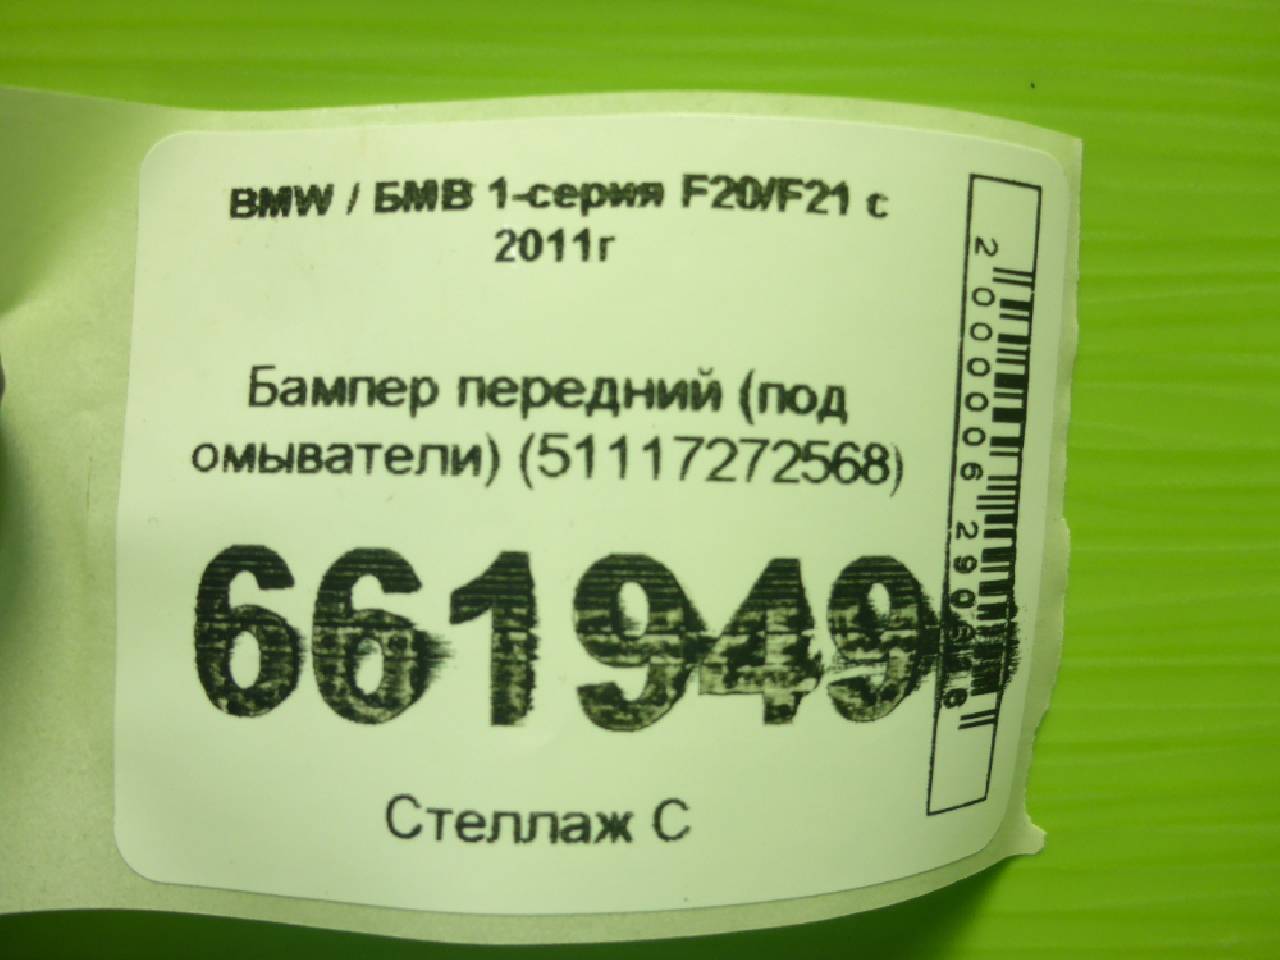 BMW / БМВ 1-серия F20/F21 с
2011г
Бампер передний (под
омыватели) (51117272568)
661949
Стеллаж С